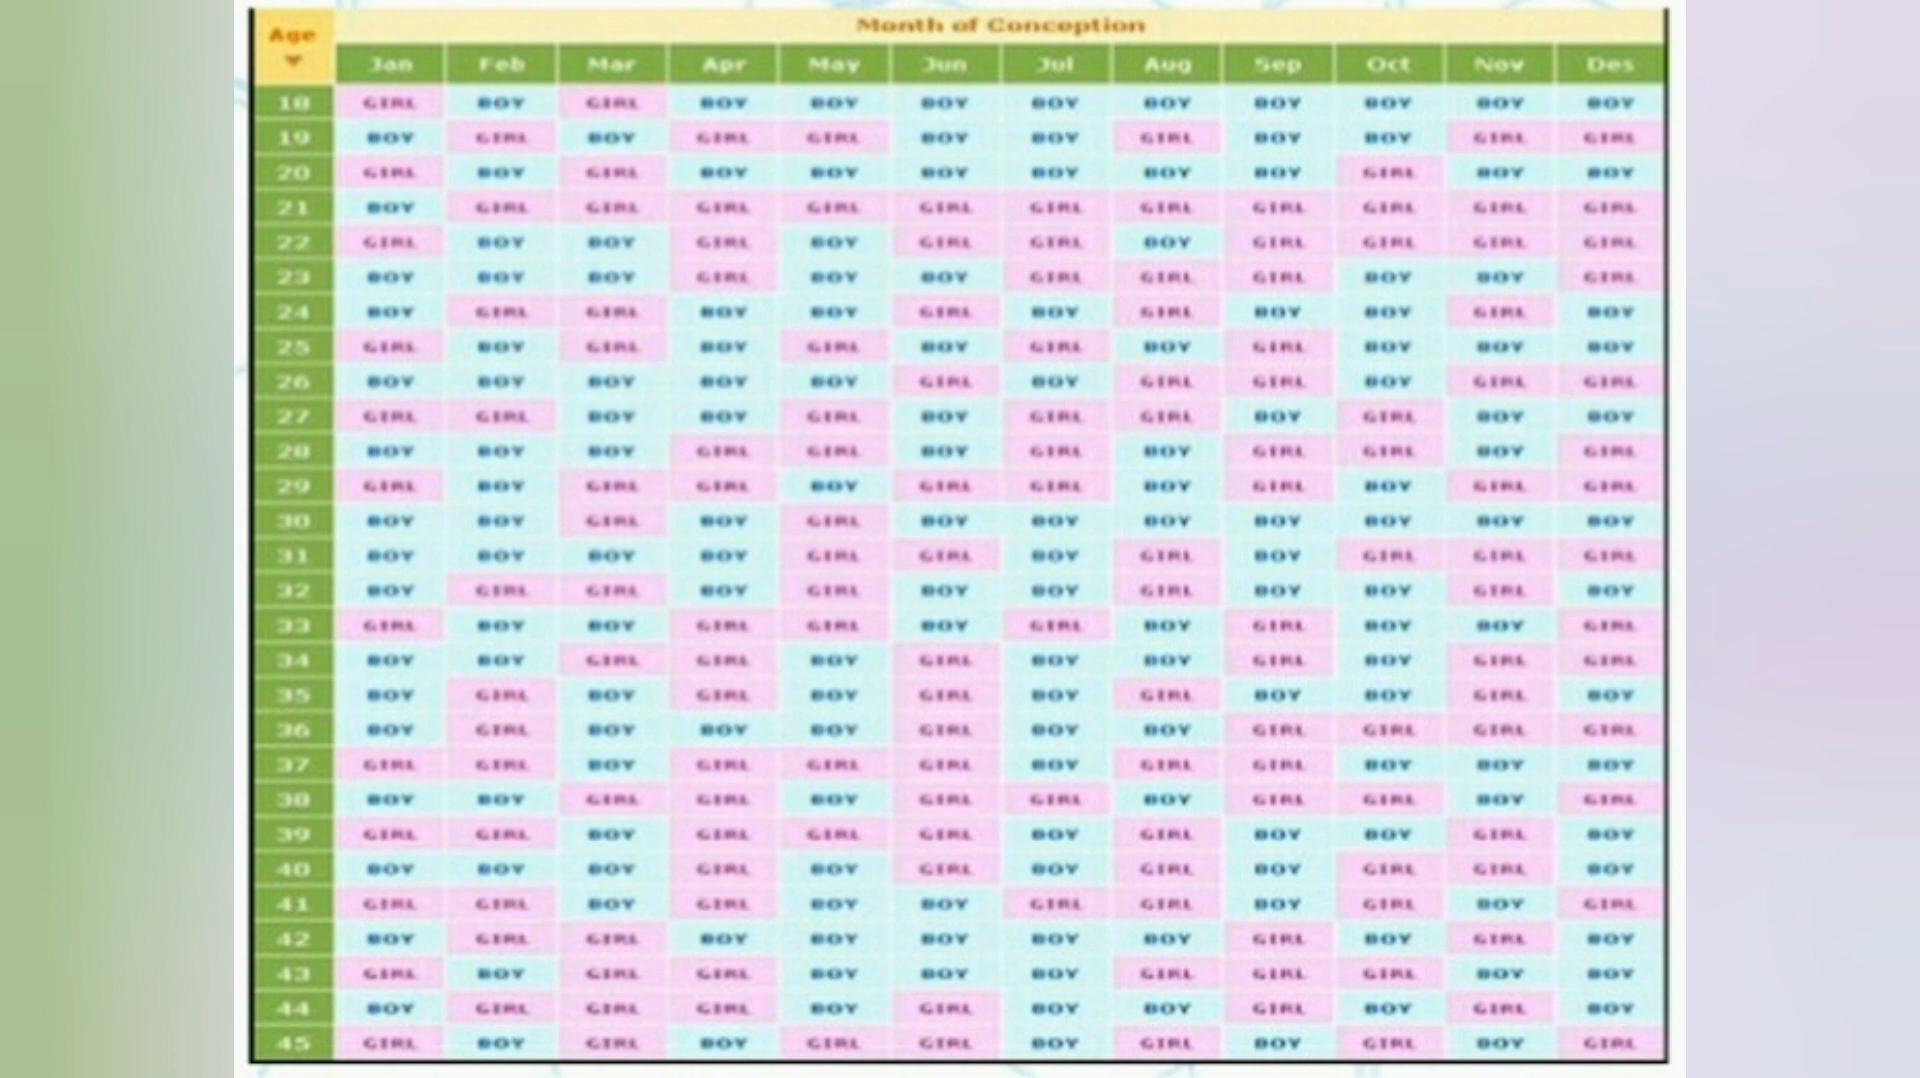 Month of Conception
Age Jan Feb Mar Apr May Jun Jul Aug Sep Oct Nov Des
18 GIRL BOY GIRL BOY BOY BOY BOY BOY BOY BOY BOY BOY
19 BOY GIRL BOY GIRL GIRL BOY BOY GIRL BOY BOY GIRL GIRL
20 GIRL BOY GIRL BOY BOY BOY BOY BOY BOY GIRL BOY BOY
21 BOY GIRL GIRL GIRL GIRL GIRL GIRL GIRL GIRL GIRL GIRL GIRL
22 GIRL BOY BOY GIRL BOY GIRL GIRL BOY GIRL GIRL GIRL GIRL
23 BOY BOY BOY GIRL BOY BOY GIRL GIRL GIRL BOY BOY GIRL
24 BOY GIRL GIRL BOY BOY GIRL BOY GIRL BOY BOY GIRL BOY
25 GIRL BOY GIRL BOY GIRL BOY GIRL BOY GIRL BOY BOY BOY
26 BOY BOY BOY BOY BOY GIRL BOY GIRL GIRL BOY GIRL GIRL
27 GIRL GIRL BOY BOY GIRL BOY GIRL GIRL BOY GIRL BOY BOY
28 BOY BOY BOY GIRL GIRL BOY GIRL BOY GIRL GIRL BOY GIRL
29 GIRL BOY GIRL GIRL BOY GIRL GIRL BOY GIRL BOY GIRL GIRL
30 BOY BOY GIRL BOY GIRL BOY BOY BOY BOY BOY BOY BOY
31 BOY BOY BOY BOY GIRL GIRL BOY GIRL BOY GIRL GIRL GIRL
32 BOY GIRL GIRL BOY GIRL BOY BOY GIRL BOY BOY GIRL BOY
33 GIRL BOY BOY GIRL GIRL BOY GIRL BOY GIRL BOY BOY GIRL
34 BOY BOY GIRL GIRL BOY GIRL BOY BOY GIRL BOY GIRL GIRL
35 BOY GIRL BOY GIRL BOY GIRL BOY GIRL BOY BOY GIRL BOY
36 BOY GIRL BOY BOY BOY GIRL BOY BOY GIRL GIRL GIRL GIRL
37 GIRL GIRL BOY GIRL GIRL GIRL BOY GIRL GIRL BOY BOY BOY
38 BOY BOY GIRL GIRL BOY GIRL GIRL BOY GIRL GIRL BOY GIRL
39 GIRL GIRL BOY GIRL GIRL GIRL BOY GIRL BOY BOY GIRL BOY
40 BOY BOY BOY GIRL BOY GIRL BOY GIRL BOY GIRL GIRL BOY
41 GIRL GIRL BOY GIRL BOY BOY GIRL GIRL BOY GIRL BOY GIRL
42 BOY GIRL GIRL BOY BOY BOY BOY BOY GIRL BOY GIRL BOY
43 GIRL BOY GIRL GIRL BOY BOY BOY GIRL GIRL GIRL BOY BOY
44 BOY GIRL GIRL GIRL BOY GIRL BOY BOY GIRL BOY GIRL BOY
45 GIRL BOY GIRL BOY GIRL GIRL BOY GIRL BOY GIRL BOY GIRL